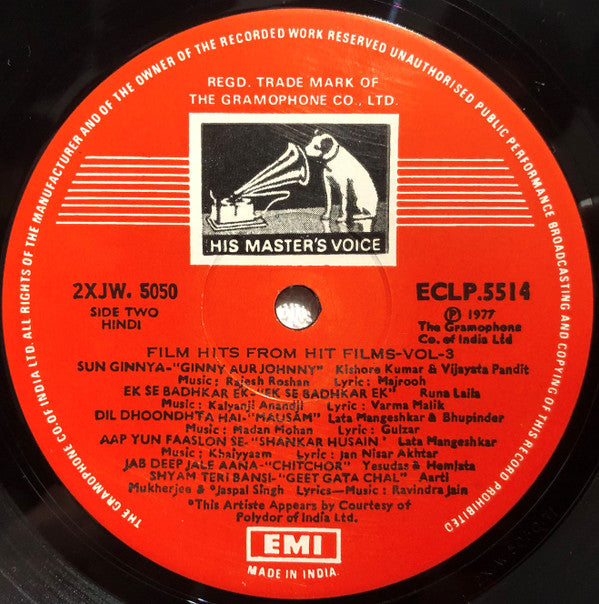 THE GRAMOPHONE CO. OF INDIA LTD. ALL RIGHTS OF THE MANUFACTURER AND OF THE OWNER OF THE RECORDED WORK RESERVED UNAUTHORISED PUBLIC PERFORMANCE BROADCASTING AND COPYING OF THIS RECORD PROHIBITED
REGD. TRADE MARK OF
THE GRAMOPHONE CO., LTD.
HIS MASTER'S VOICE
2XJW. 5050
SIDE TWO
HINDI
ECLP.5514
Ⓟ 1977
The Gramophone
Co. of India Ltd
FILM HITS FROM HIT FILMS-VOL-3
SUN GINNYA-"GINNY AUR JOHNNY" Kishore Kumar & Vijayata Pandit
Music: Rajesh Roshan Lyric: Majrooh
EK SE BADHKAR EK-"EK SE BADHKAR EK" Runa Laila
Music: Kalyanji Anandji Lyric: Varma Malik
DIL DHOONDHTA HAI-"MAUSAM" Lata Mangeshkar & Bhupinder
Music: Madan Mohan Lyric: Gulzar
AAP YUN FAASLON SE-"SHANKAR HUSAIN' Lata Mangeshkar
Music: Khaiyyaam Lyric: Jan Nisar Akhtar
JAB DEEP JALE AANA-"CHITCHOR" Yesudas & Hemlata
SHYAM TERI BANSI-"GEET GATA CHAL" Aarti
Mukherjee & *Jaspal Singh Lyrics—Music: Ravindra Jain
*This Artiste Appears by Courtesy of
Polydor of India Ltd.
EMI
MADE IN INDIA.